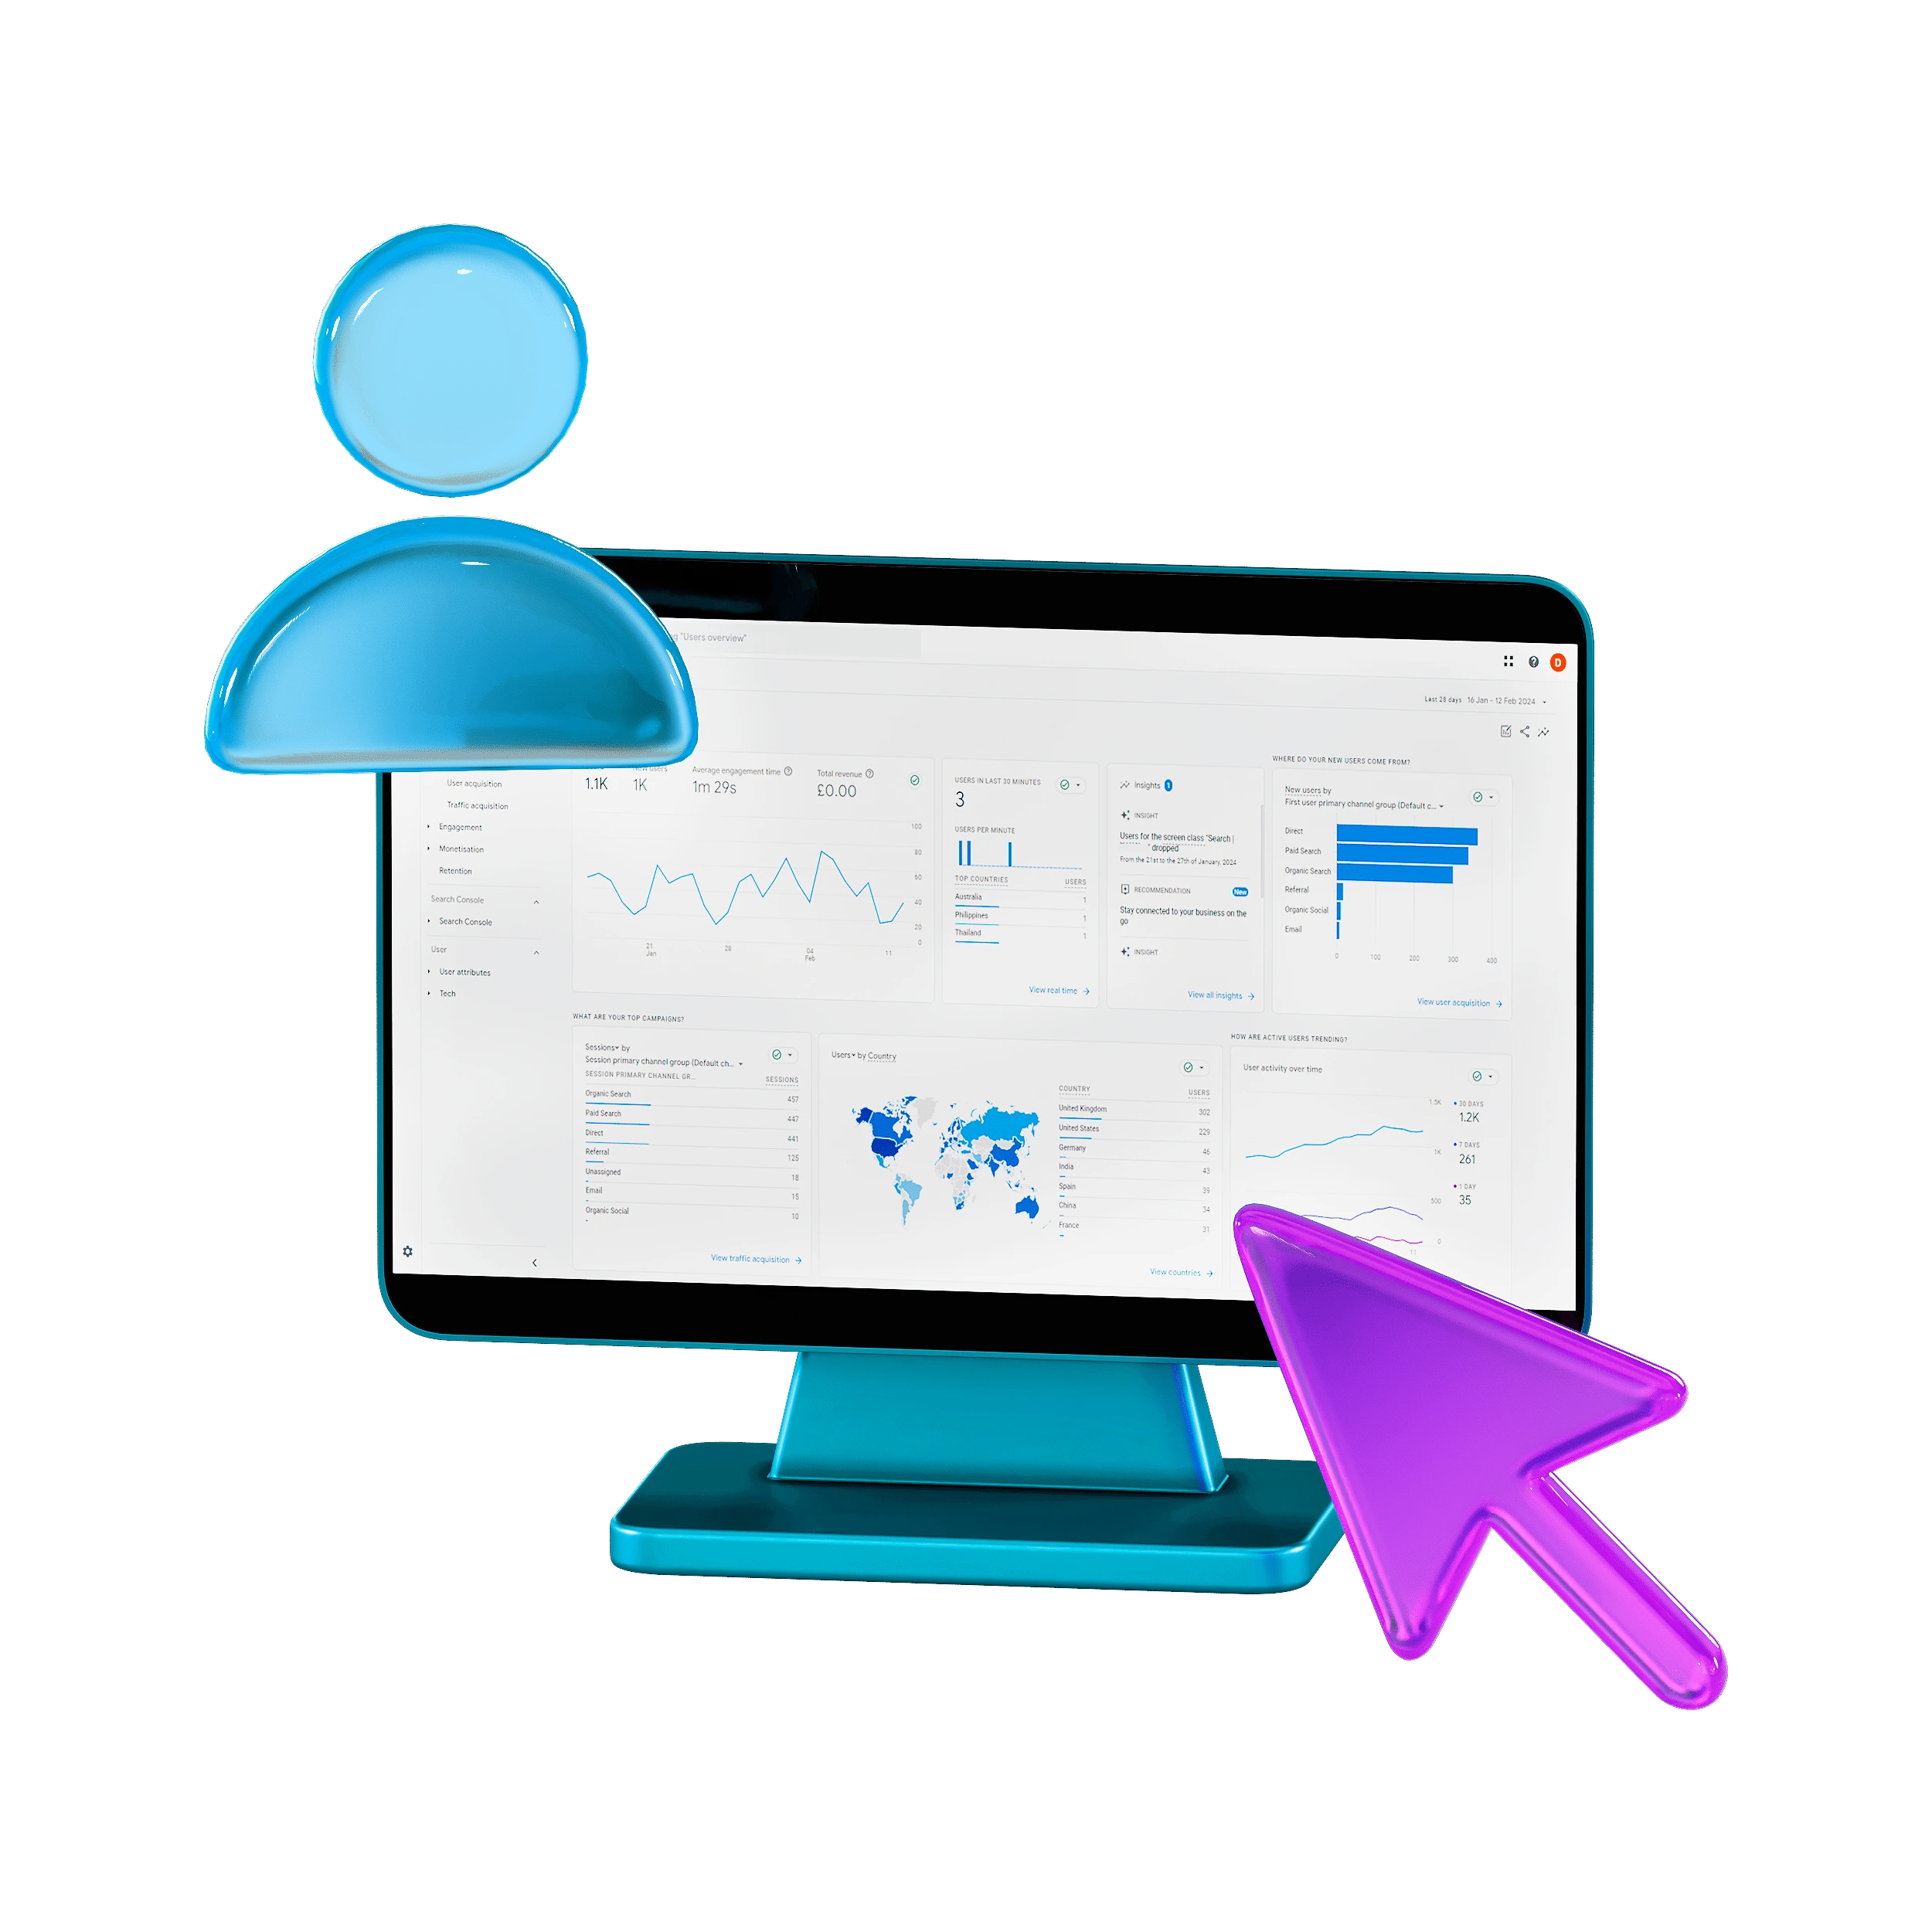 "Users overview"
D
Last 28 days 16 Jan - 12 Feb 2024
User acquisition
Traffic acquisition
Engagement
Monetisation
Retention
Search Console
Search Console
User
User attributes
Tech
users
1.1K
1K
Average engagement time
1m 29s
Total revenue
£0.00
100
80
60
40
20
0
21
Jan
28
04
Feb
11
USERS IN LAST 30 MINUTES
3
USERS PER MINUTE
TOP COUNTRIES USERS
Australia 1
Philippines 1
Thailand 1
View real time
Insights 1
INSIGHT
Users for the screen class "Search |
" dropped
From the 21st to the 27th of January, 2024
RECOMMENDATION New
Stay connected to your business on the
go
INSIGHT
View all insights
WHERE DO YOUR NEW USERS COME FROM?
New users by
First user primary channel group (Default c...
Direct
Paid Search
Organic Search
Referral
Organic Social
Email
0 100 200 300 400
View user acquisition
WHAT ARE YOUR TOP CAMPAIGNS?
Sessions by
Session primary channel group (Default ch...
SESSION PRIMARY CHANNEL GR... SESSIONS
Organic Search 457
Paid Search 447
Direct 441
Referral 125
Unassigned 18
Email 15
Organic Social 10
View traffic acquisition
Users by Country
COUNTRY USERS
United Kingdom 302
United States 229
Germany 46
India 43
Spain 39
China 34
France 31
View countries
HOW ARE ACTIVE USERS TRENDING?
User activity over time
1.5K
1K
500
0
11
30 DAYS
1.2K
7 DAYS
261
1 DAY
35